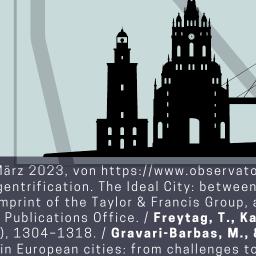 März 2023, von https://www.observato
gentrification. The Ideal City: between
mprint of the Taylor & Francis Group, a
Publications Office. / Freytag, T., Ka
), 1304–1318. / Gravari-Barbas, M., &
in European cities: from challenges to